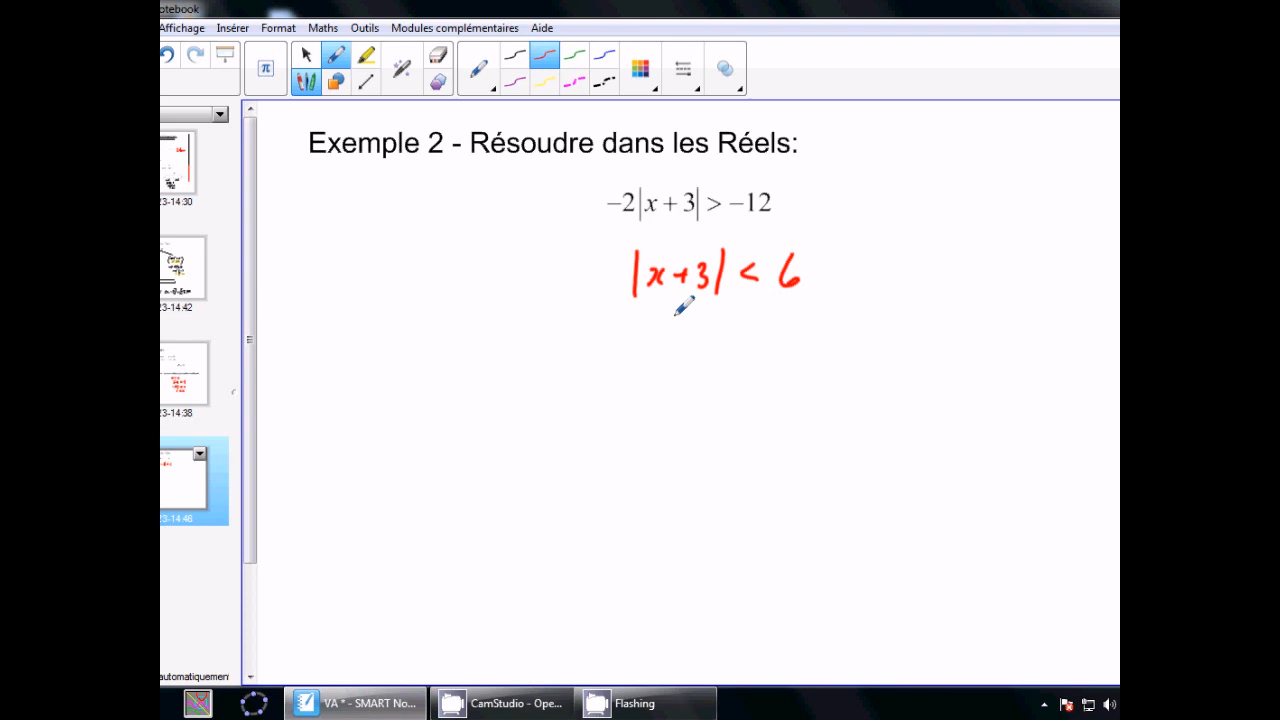 otebook
Affichage Insérer Format Maths Outils Modules complémentaires Aide
π
Exemple 2 - Résoudre dans les Réels:
−2|x + 3| > −12
|x+3| < 6
23-14:30
23-14:42
23-14:38
23-14:46
automatiquement
VA * - SMART No... CamStudio - Ope... Flashing